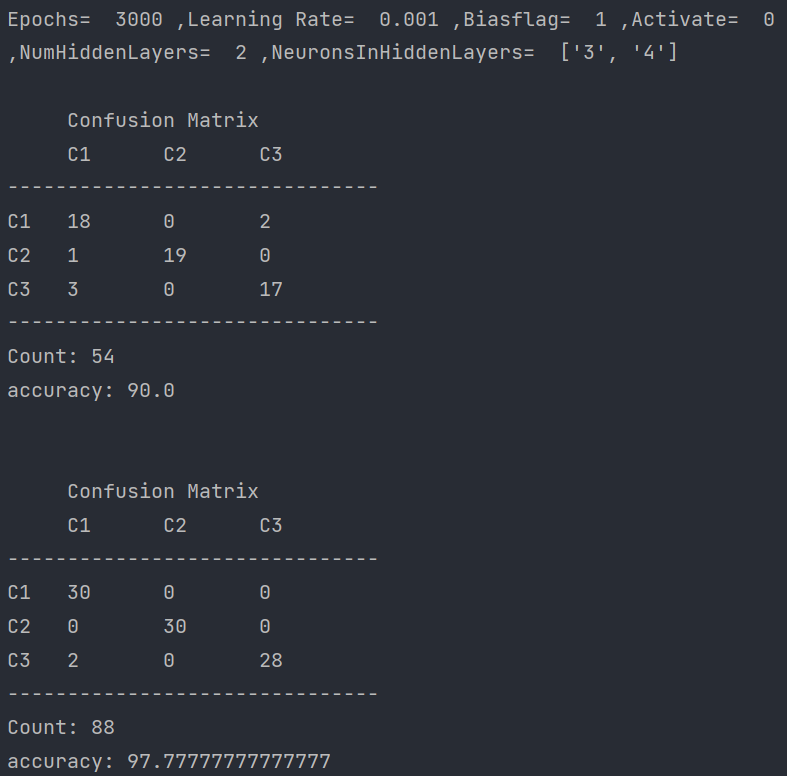 Epochs=  3000 ,Learning Rate=  0.001 ,Biasflag=  1 ,Activate=  0
,NumHiddenLayers=  2 ,NeuronsInHiddenLayers=  ['3', '4']
Confusion Matrix
C1      C2      C3
-------------------------------
C1   18      0       2
C2   1       19      0
C3   3       0       17
-------------------------------
Count: 54
accuracy: 90.0
Confusion Matrix
C1      C2      C3
-------------------------------
C1   30      0       0
C2   0       30      0
C3   2       0       28
-------------------------------
Count: 88
accuracy: 97.77777777777777